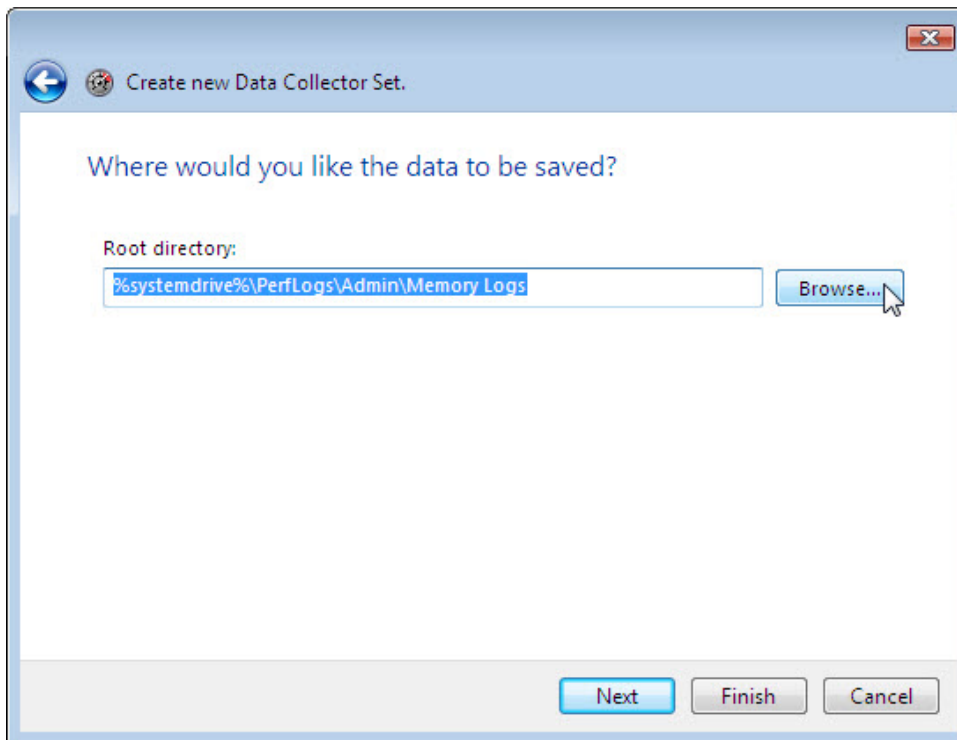 Create new Data Collector Set.
Where would you like the data to be saved?
Root directory:
%systemdrive%\PerfLogs\Admin\Memory Logs
Browse...
Next
Finish
Cancel